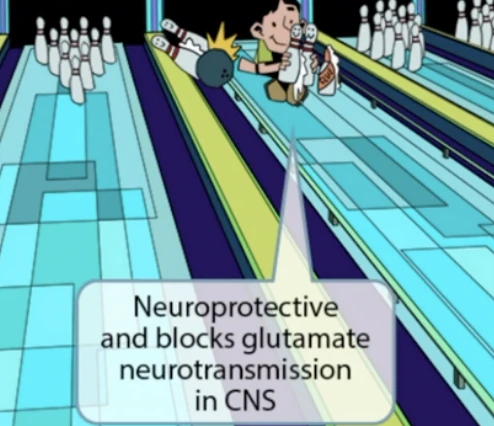 Neuroprotective
and blocks glutamate
neurotransmission
in CNS